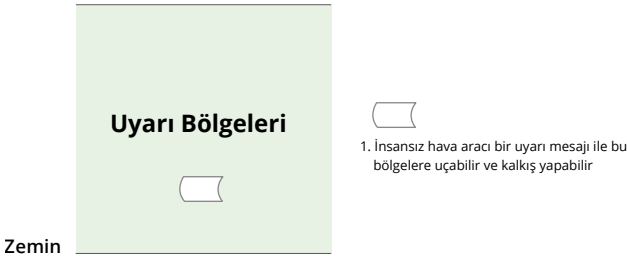 Uyarı Bölgeleri
1. İnsansız hava aracı bir uyarı mesajı ile bu
bölgelere uçabilir ve kalkış yapabilir
Zemin